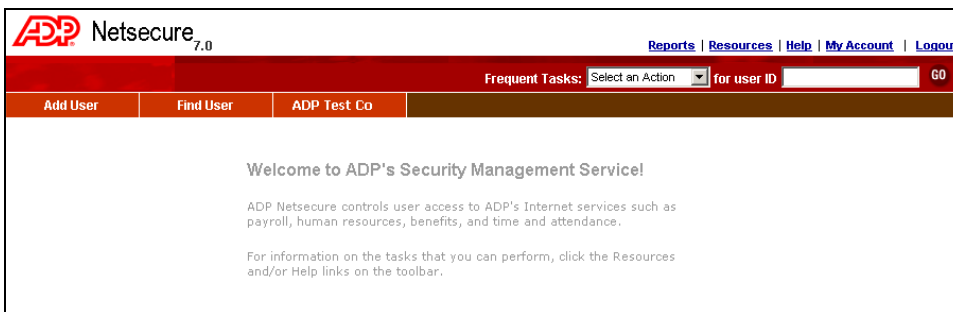 ADP Netsecure 7.0
Reports | Resources | Help | My Account | Logou
Frequent Tasks: Select an Action for user ID GO
Add User Find User ADP Test Co
Welcome to ADP's Security Management Service!
ADP Netsecure controls user access to ADP's Internet services such as
payroll, human resources, benefits, and time and attendance.
For information on the tasks that you can perform, click the Resources
and/or Help links on the toolbar.